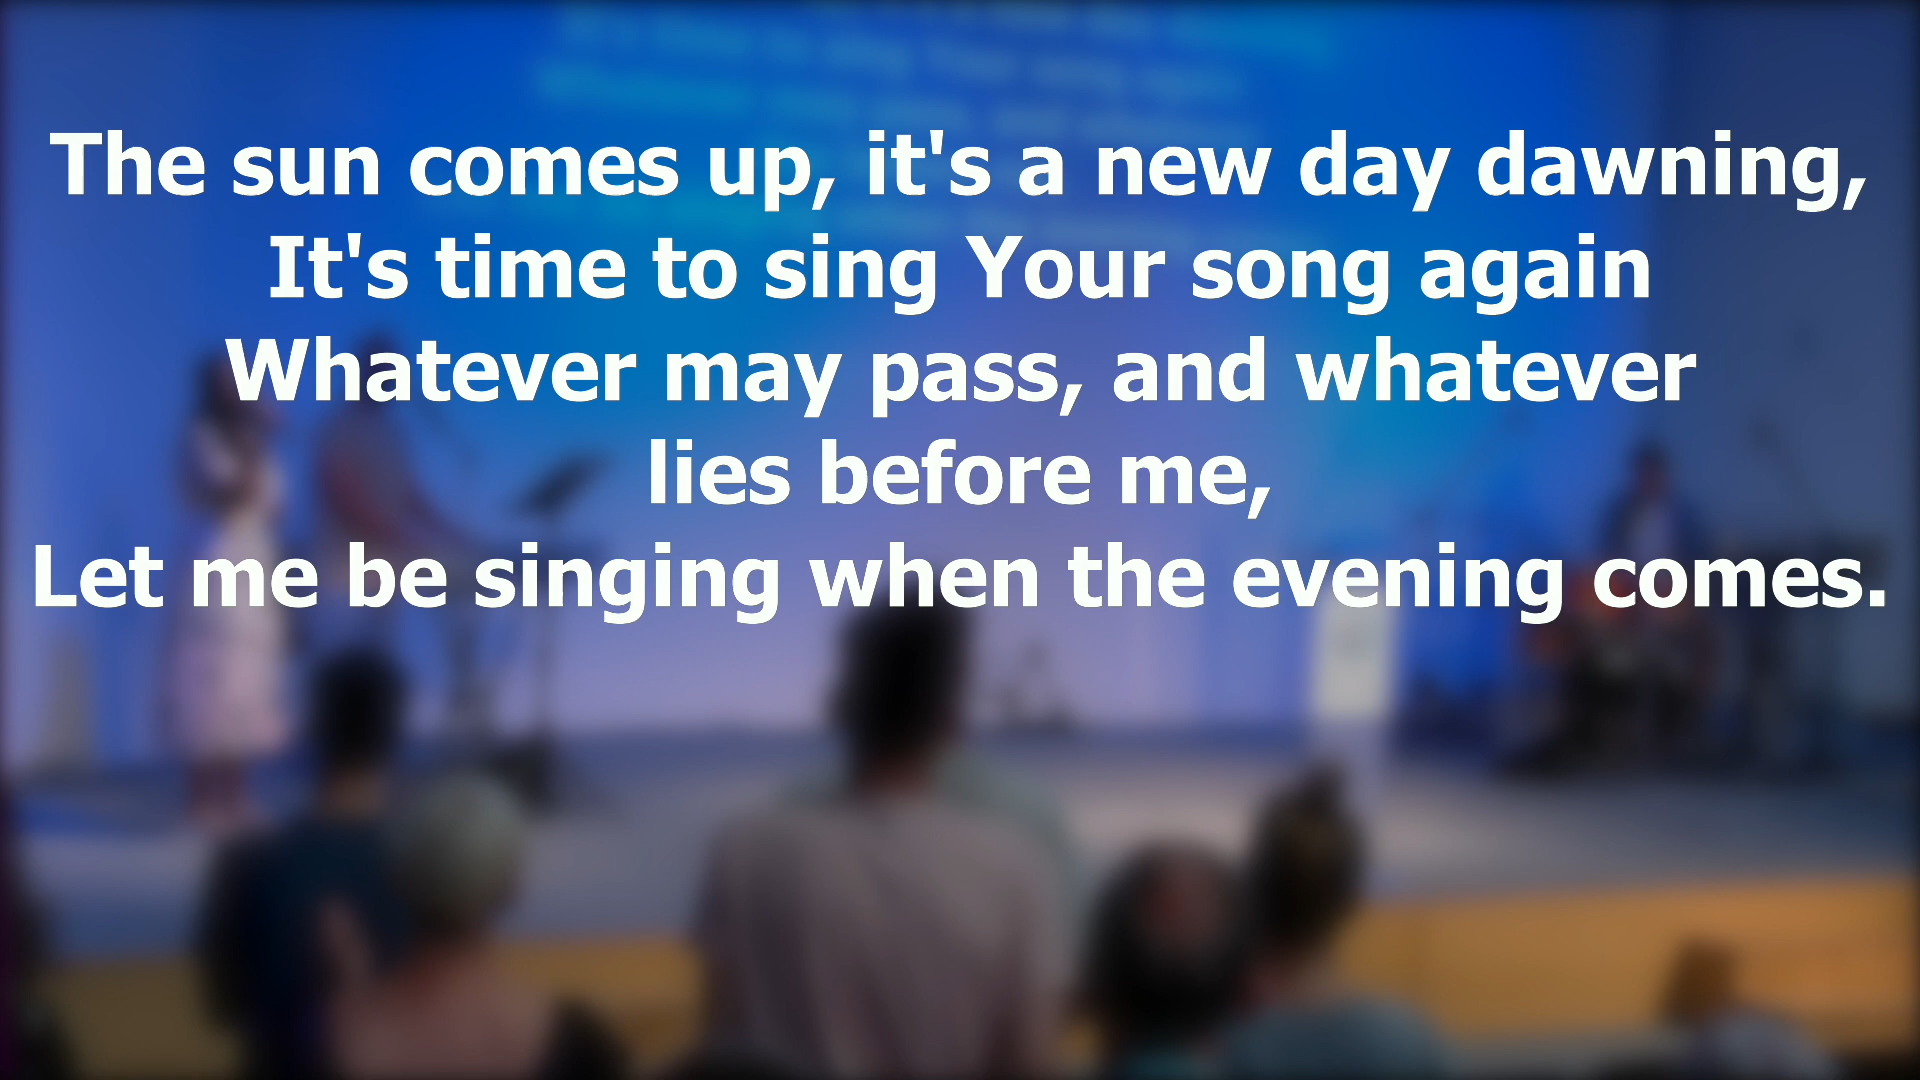 The sun comes up, it's a new day dawning,
It's time to sing Your song again
Whatever may pass, and whatever
lies before me,
Let me be singing when the evening comes.